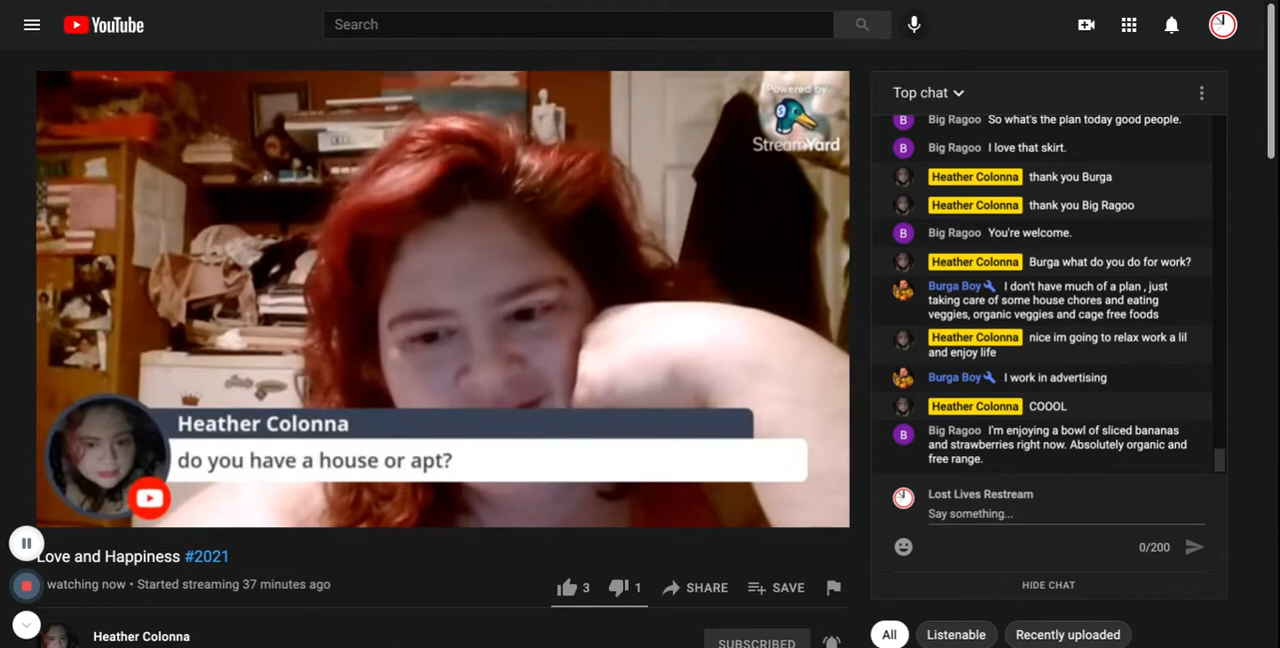 YouTube
Search
Powered by
StreamYard
Heather Colonna
do you have a house or apt?
Love and Happiness #2021
watching now • Started streaming 37 minutes ago
3
1
SHARE
SAVE
Heather Colonna
SUBSCRIBED
Top chat
B Big Ragoo So what's the plan today good people.
B Big Ragoo I love that skirt.
Heather Colonna thank you Burga
Heather Colonna thank you Big Ragoo
B Big Ragoo You're welcome.
Heather Colonna Burga what do you do for work?
Burga Boy I don't have much of a plan , just
taking care of some house chores and eating
veggies, organic veggies and cage free foods
Heather Colonna nice im going to relax work a lil
and enjoy life
Burga Boy I work in advertising
Heather Colonna COOOL
B Big Ragoo I'm enjoying a bowl of sliced bananas
and strawberries right now. Absolutely organic and
free range.
Lost Lives Restream
Say something...
0/200
HIDE CHAT
All Listenable Recently uploaded